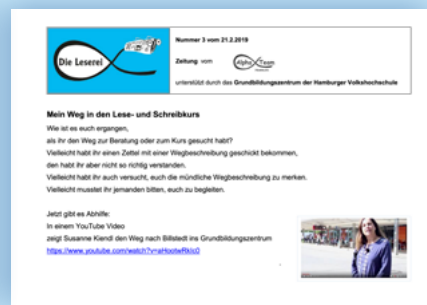 Die Leserei
Nummer 3 vom 21.2.2019
Zeitung vom Alpha Team
unterstützt durch das Grundbildungszentrum der Hamburger Volkshochschule
Mein Weg in den Lese- und Schreibkurs
Wie ist es euch ergangen,
als ihr den Weg zur Beratung oder zum Kurs gesucht habt?
Vielleicht habt ihr einen Zettel mit einer Wegbeschreibung geschickt bekommen,
den habt ihr aber nicht so richtig verstanden.
Vielleicht habt ihr auch versucht, euch die mündliche Wegbeschreibung zu merken.
Vielleicht musstet ihr jemanden bitten, euch zu begleiten.
Jetzt gibt es Abhilfe:
In einem YouTube Video
zeigt Susanne Kiendl den Weg nach Billstedt ins Grundbildungszentrum